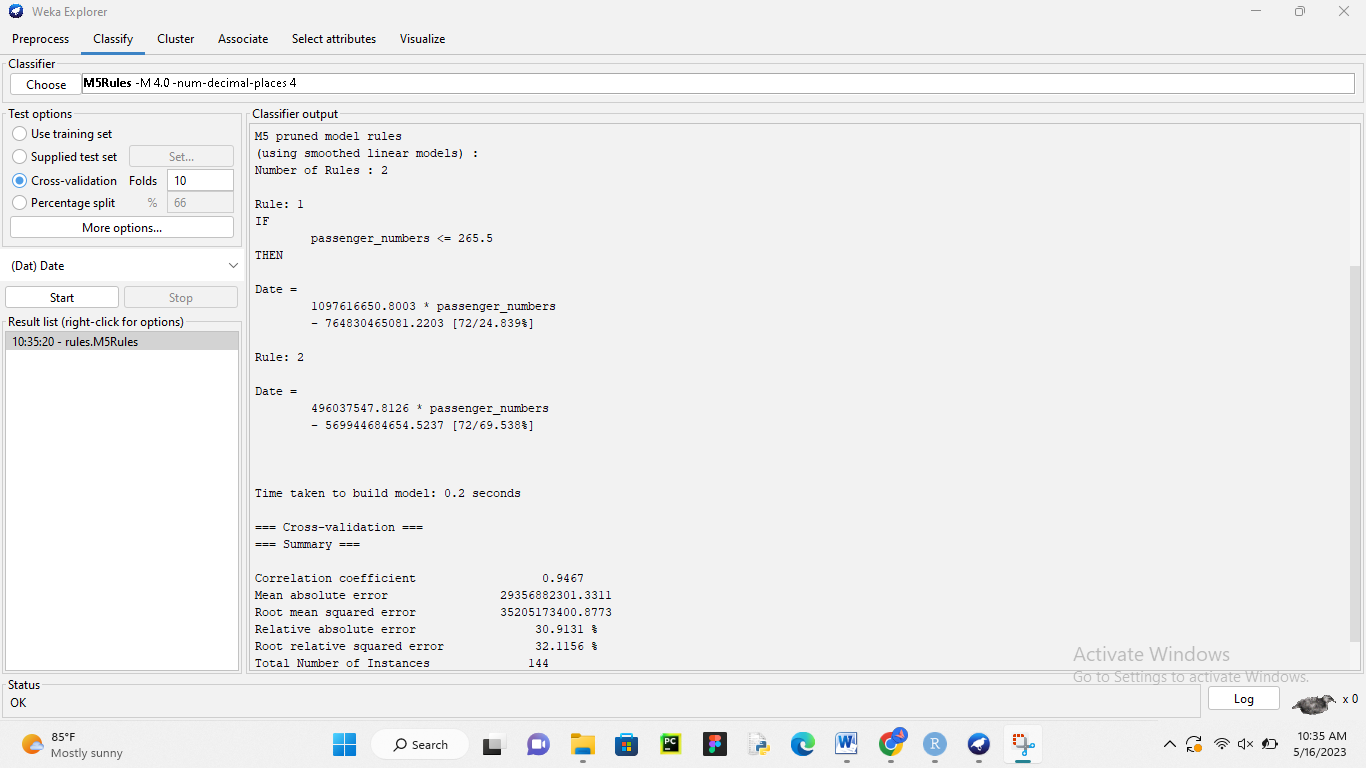 Weka Explorer
Preprocess Classify Cluster Associate Select attributes Visualize
Classifier
Choose M5Rules -M 4.0 -num-decimal-places 4
Test options
Use training set
Supplied test set Set...
Cross-validation Folds 10
Percentage split % 66
More options...
(Dat) Date
Start Stop
Result list (right-click for options)
10:35:20 - rules.M5Rules
Classifier output
M5 pruned model rules
(using smoothed linear models) :
Number of Rules : 2
Rule: 1
IF
passenger_numbers <= 265.5
THEN
Date =
1097616650.8003 * passenger_numbers
- 764830465081.2203 [72/24.839%]
Rule: 2
Date =
496037547.8126 * passenger_numbers
- 569944684654.5237 [72/69.538%]
Time taken to build model: 0.2 seconds
=== Cross-validation ===
=== Summary ===
Correlation coefficient 0.9467
Mean absolute error 29356882301.3311
Root mean squared error 35205173400.8773
Relative absolute error 30.9131 %
Root relative squared error 32.1156 %
Total Number of Instances 144
Activate Windows
Go to Settings to activate Windows.
Status
OK
Log x 0
85°F
Mostly sunny
Search
PC
W
R
10:35 AM
5/16/2023